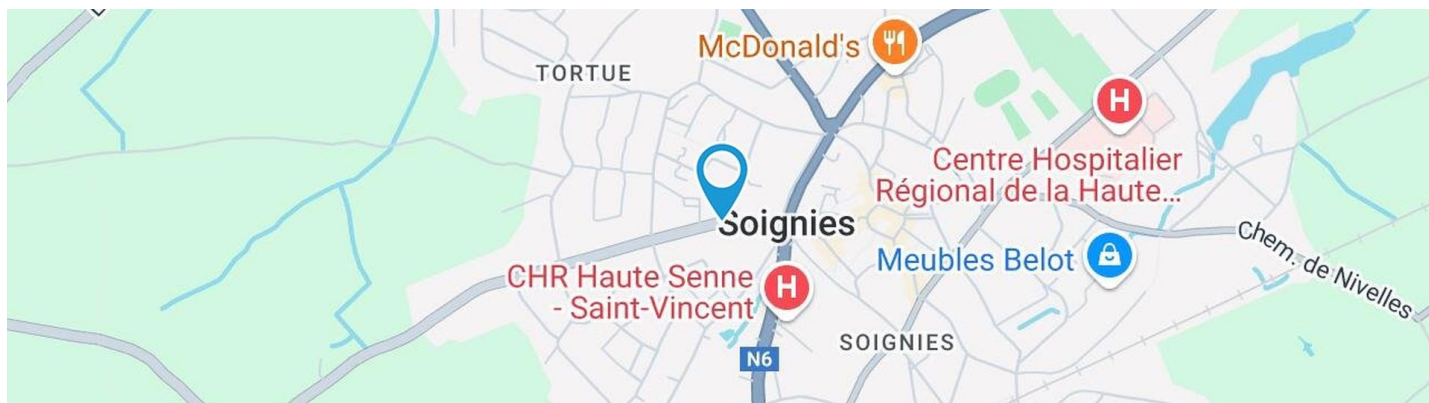 McDonald's
TORTUE
H
Centre Hospitalier
Régional de la Haute...
Soignies
Chem. de Nivelles
Meubles Belot
CHR Haute Senne
- Saint-Vincent
H
SOIGNIES
N6